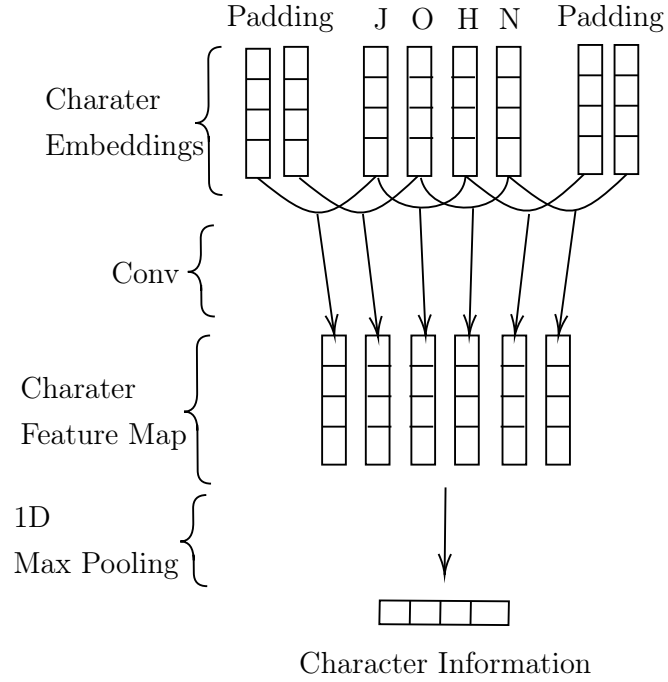 Padding J O H N Padding
Charater
Embeddings
Conv
Charater
Feature Map
1D
Max Pooling
Character Information